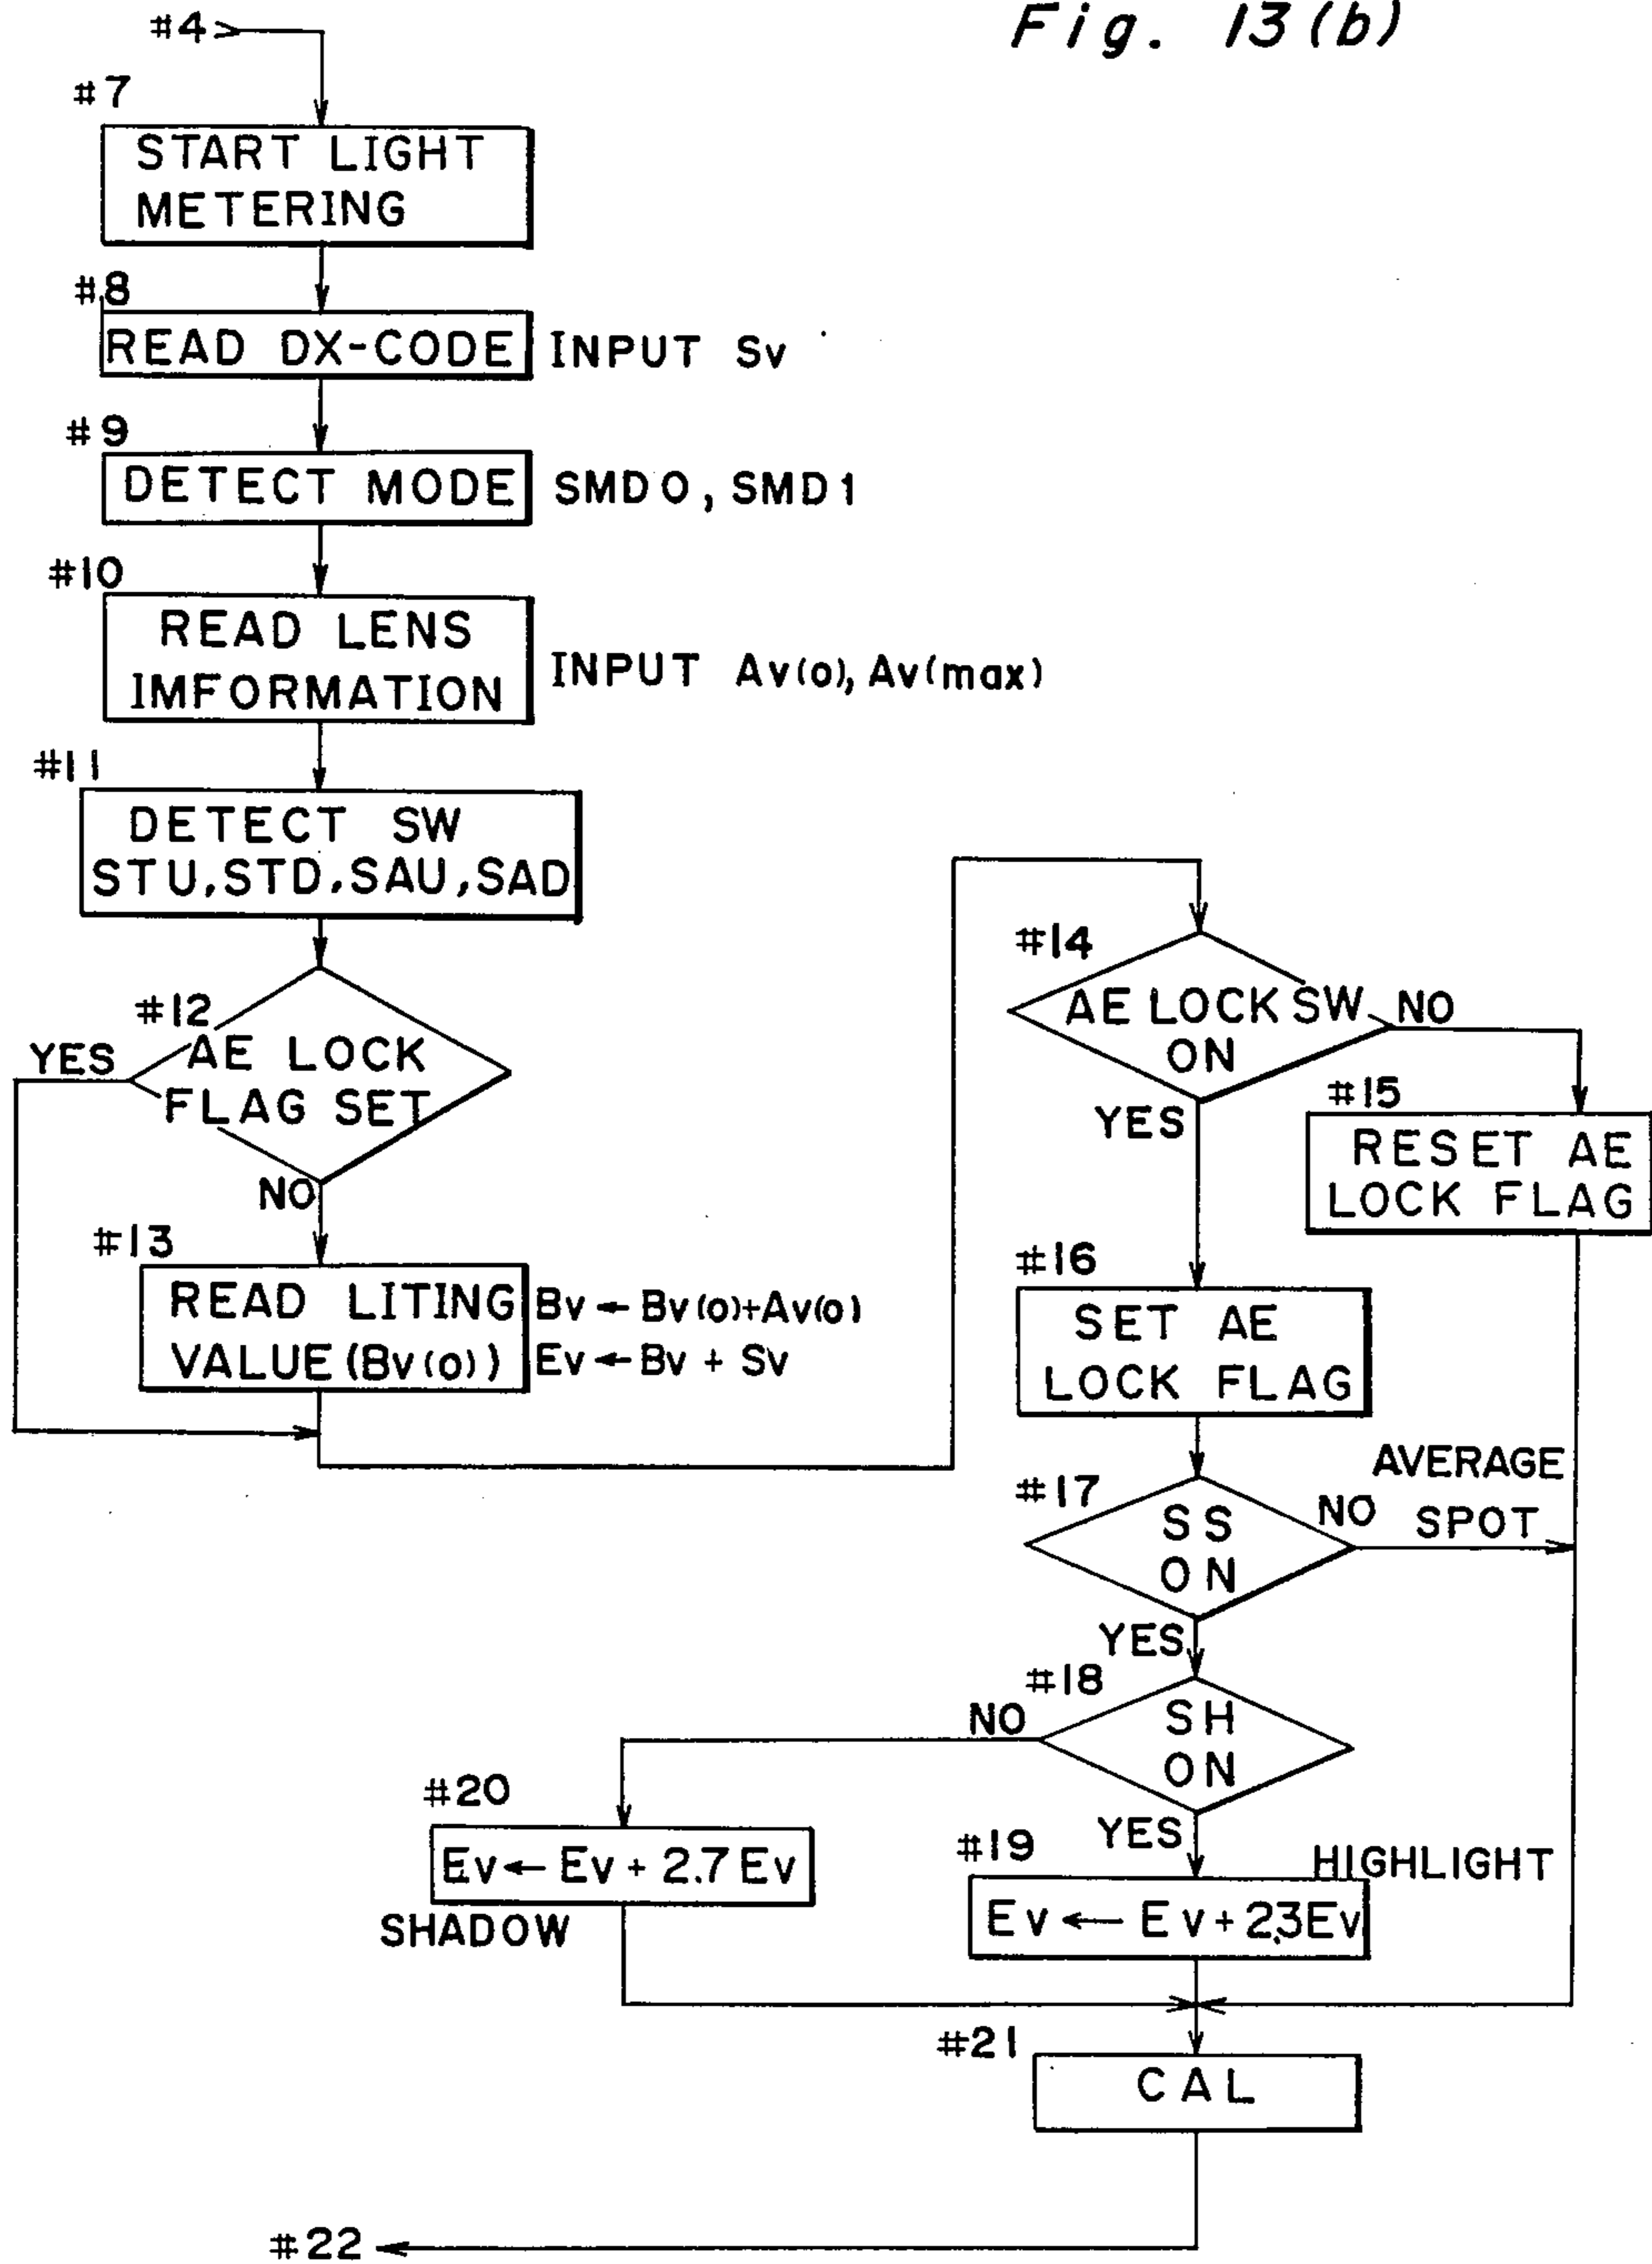 Fig. 13(b)
#4
#7
START LIGHT
METERING
#8
READ DX-CODE
INPUT Sv
#9
DETECT MODE
SMD0, SMD1
#10
READ LENS
IMFORMATION
INPUT Av(o), Av(max)
#11
DETECT SW
STU, STD, SAU, SAD
#12
AE LOCK
FLAG SET
YES
NO
#13
READ LITING
VALUE (Bv(o))
Bv ← Bv(o)+Av(o)
Ev ← Bv + Sv
#14
AE LOCK SW
ON
NO
YES
#15
RESET AE
LOCK FLAG
#16
SET AE
LOCK FLAG
#17
SS
ON
NO
AVERAGE
SPOT
YES
#18
SH
ON
NO
YES
#20
Ev ← Ev + 2.7 Ev
SHADOW
#19
HIGHLIGHT
Ev ← Ev + 2.3Ev
#21
CAL
#22